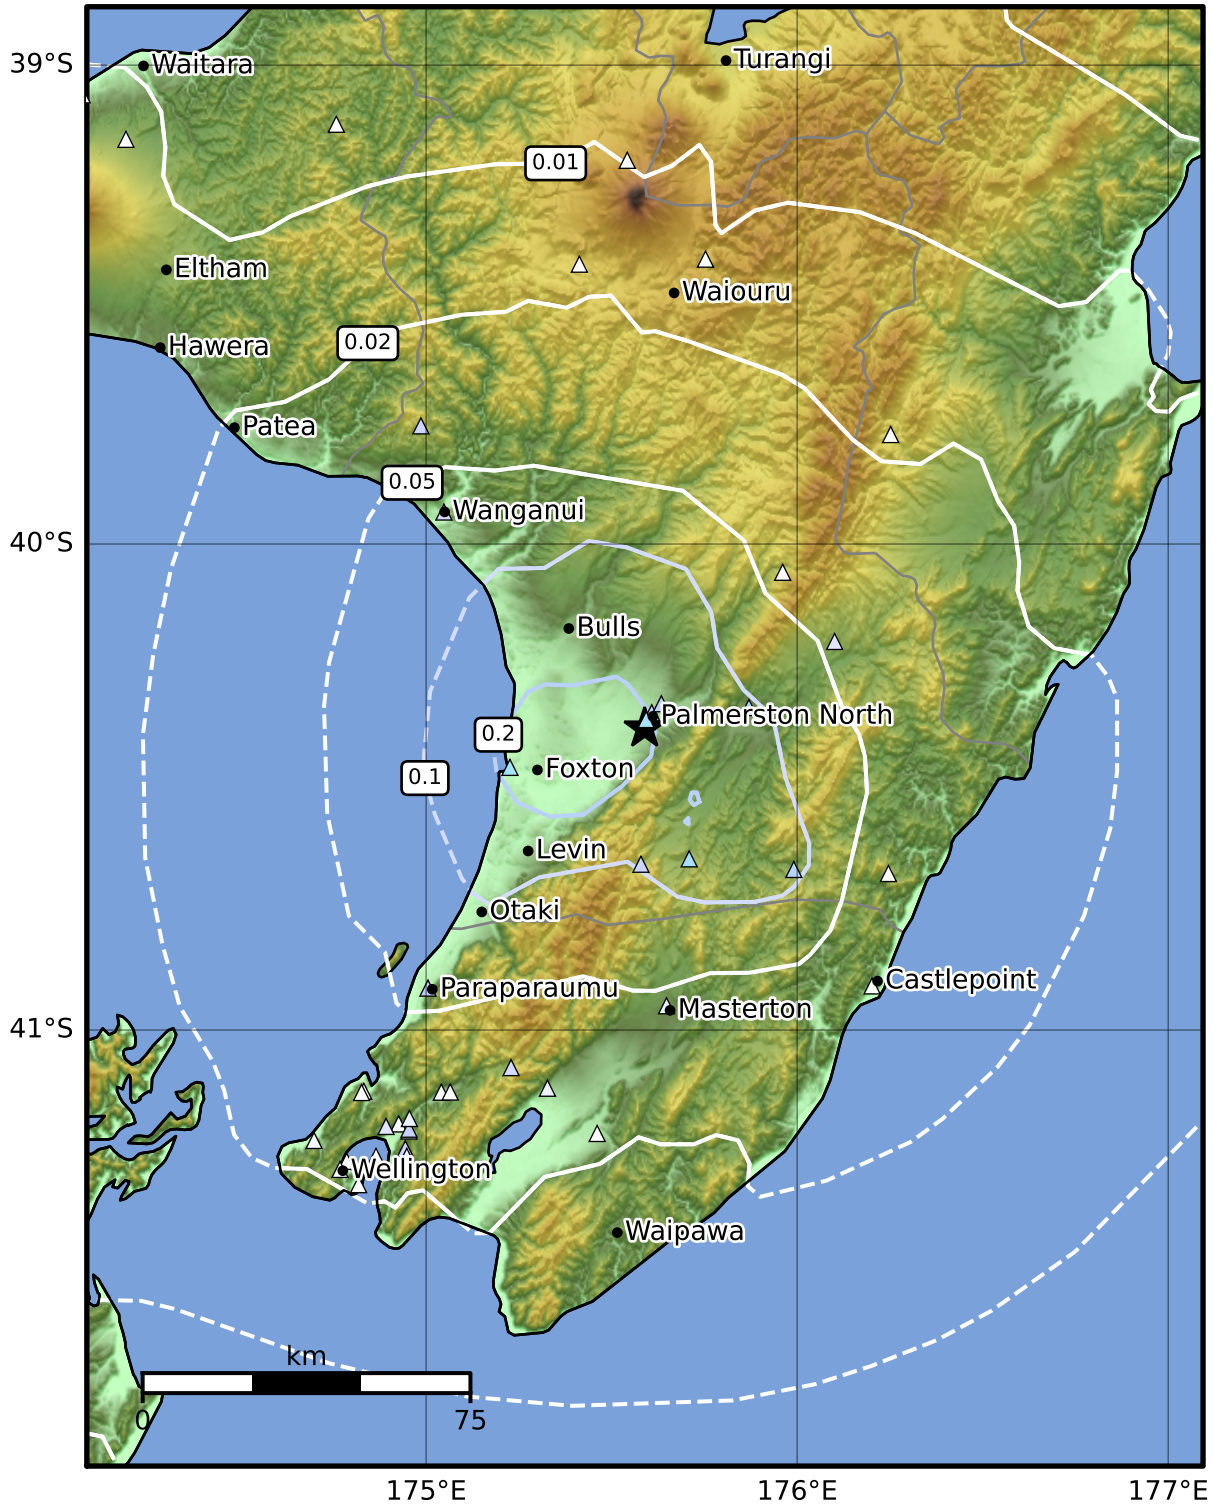 39°S
Waitara
Turangi
0.01
Eltham
Waiouru
0.02
Hawera
Patea
0.05
Wanganui
40°S
Bulls
Palmerston North
0.2
Foxton
0.1
Levin
Otaki
Castlepoint
Paraparaumu
Masterton
41°S
Wellington
Waipawa
km
0
75
175°E
176°E
177°E